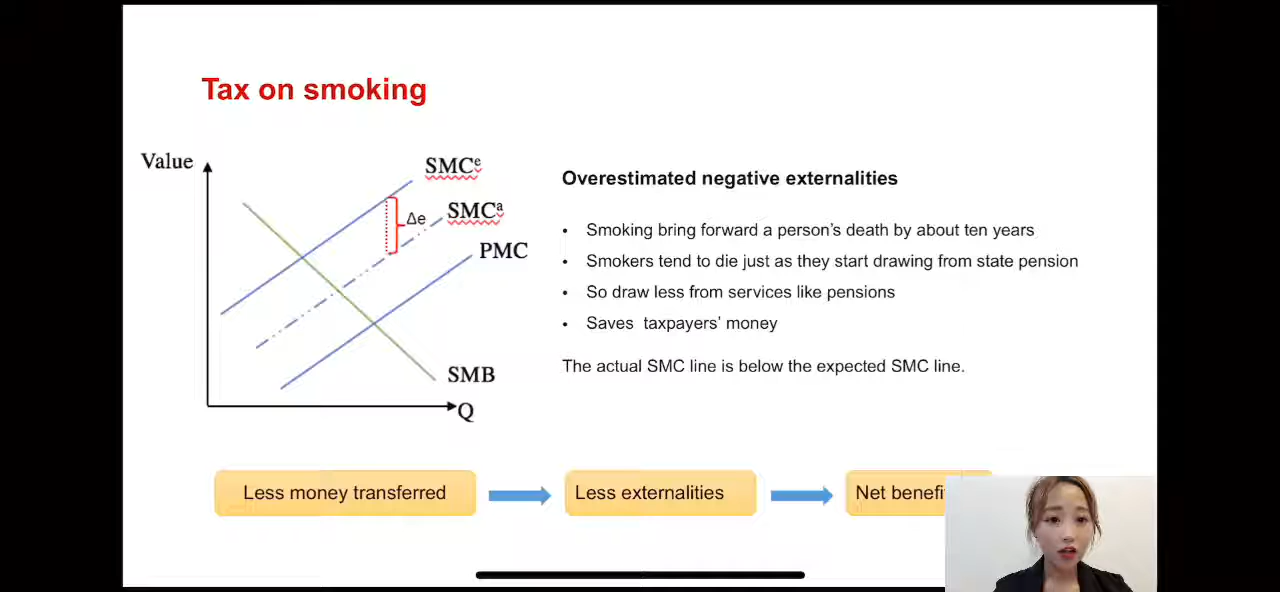 Tax on smoking
Value
SMCᵉ
Δe
SMCᵃ
PMC
SMB
Q
Overestimated negative externalities
• Smoking bring forward a person's death by about ten years
• Smokers tend to die just as they start drawing from state pension
• So draw less from services like pensions
• Saves taxpayers' money
The actual SMC line is below the expected SMC line.
Less money transferred
Less externalities
Net